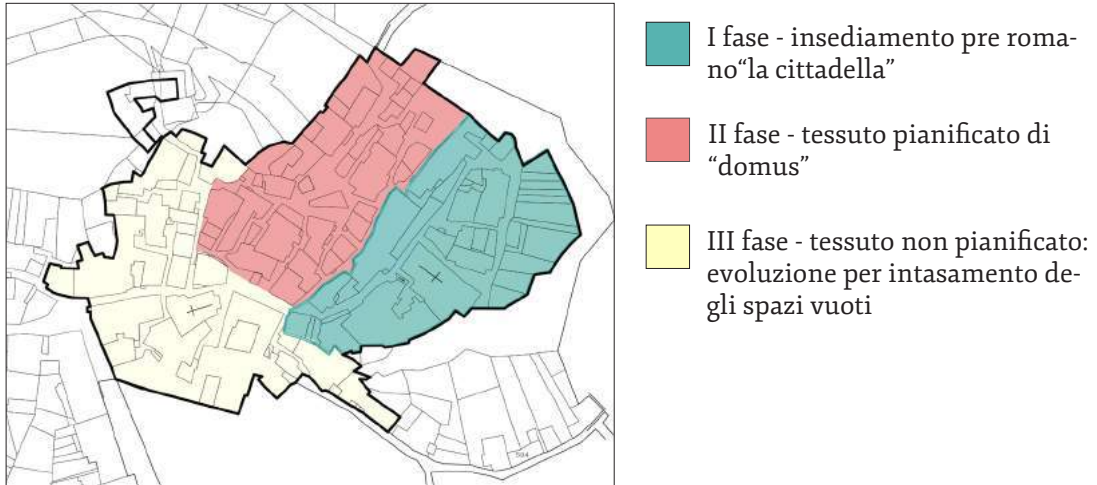 I fase - insediamento pre roma-
no“la cittadella”
II fase - tessuto pianificato di
“domus”
III fase - tessuto non pianificato:
evoluzione per intasamento de-
gli spazi vuoti